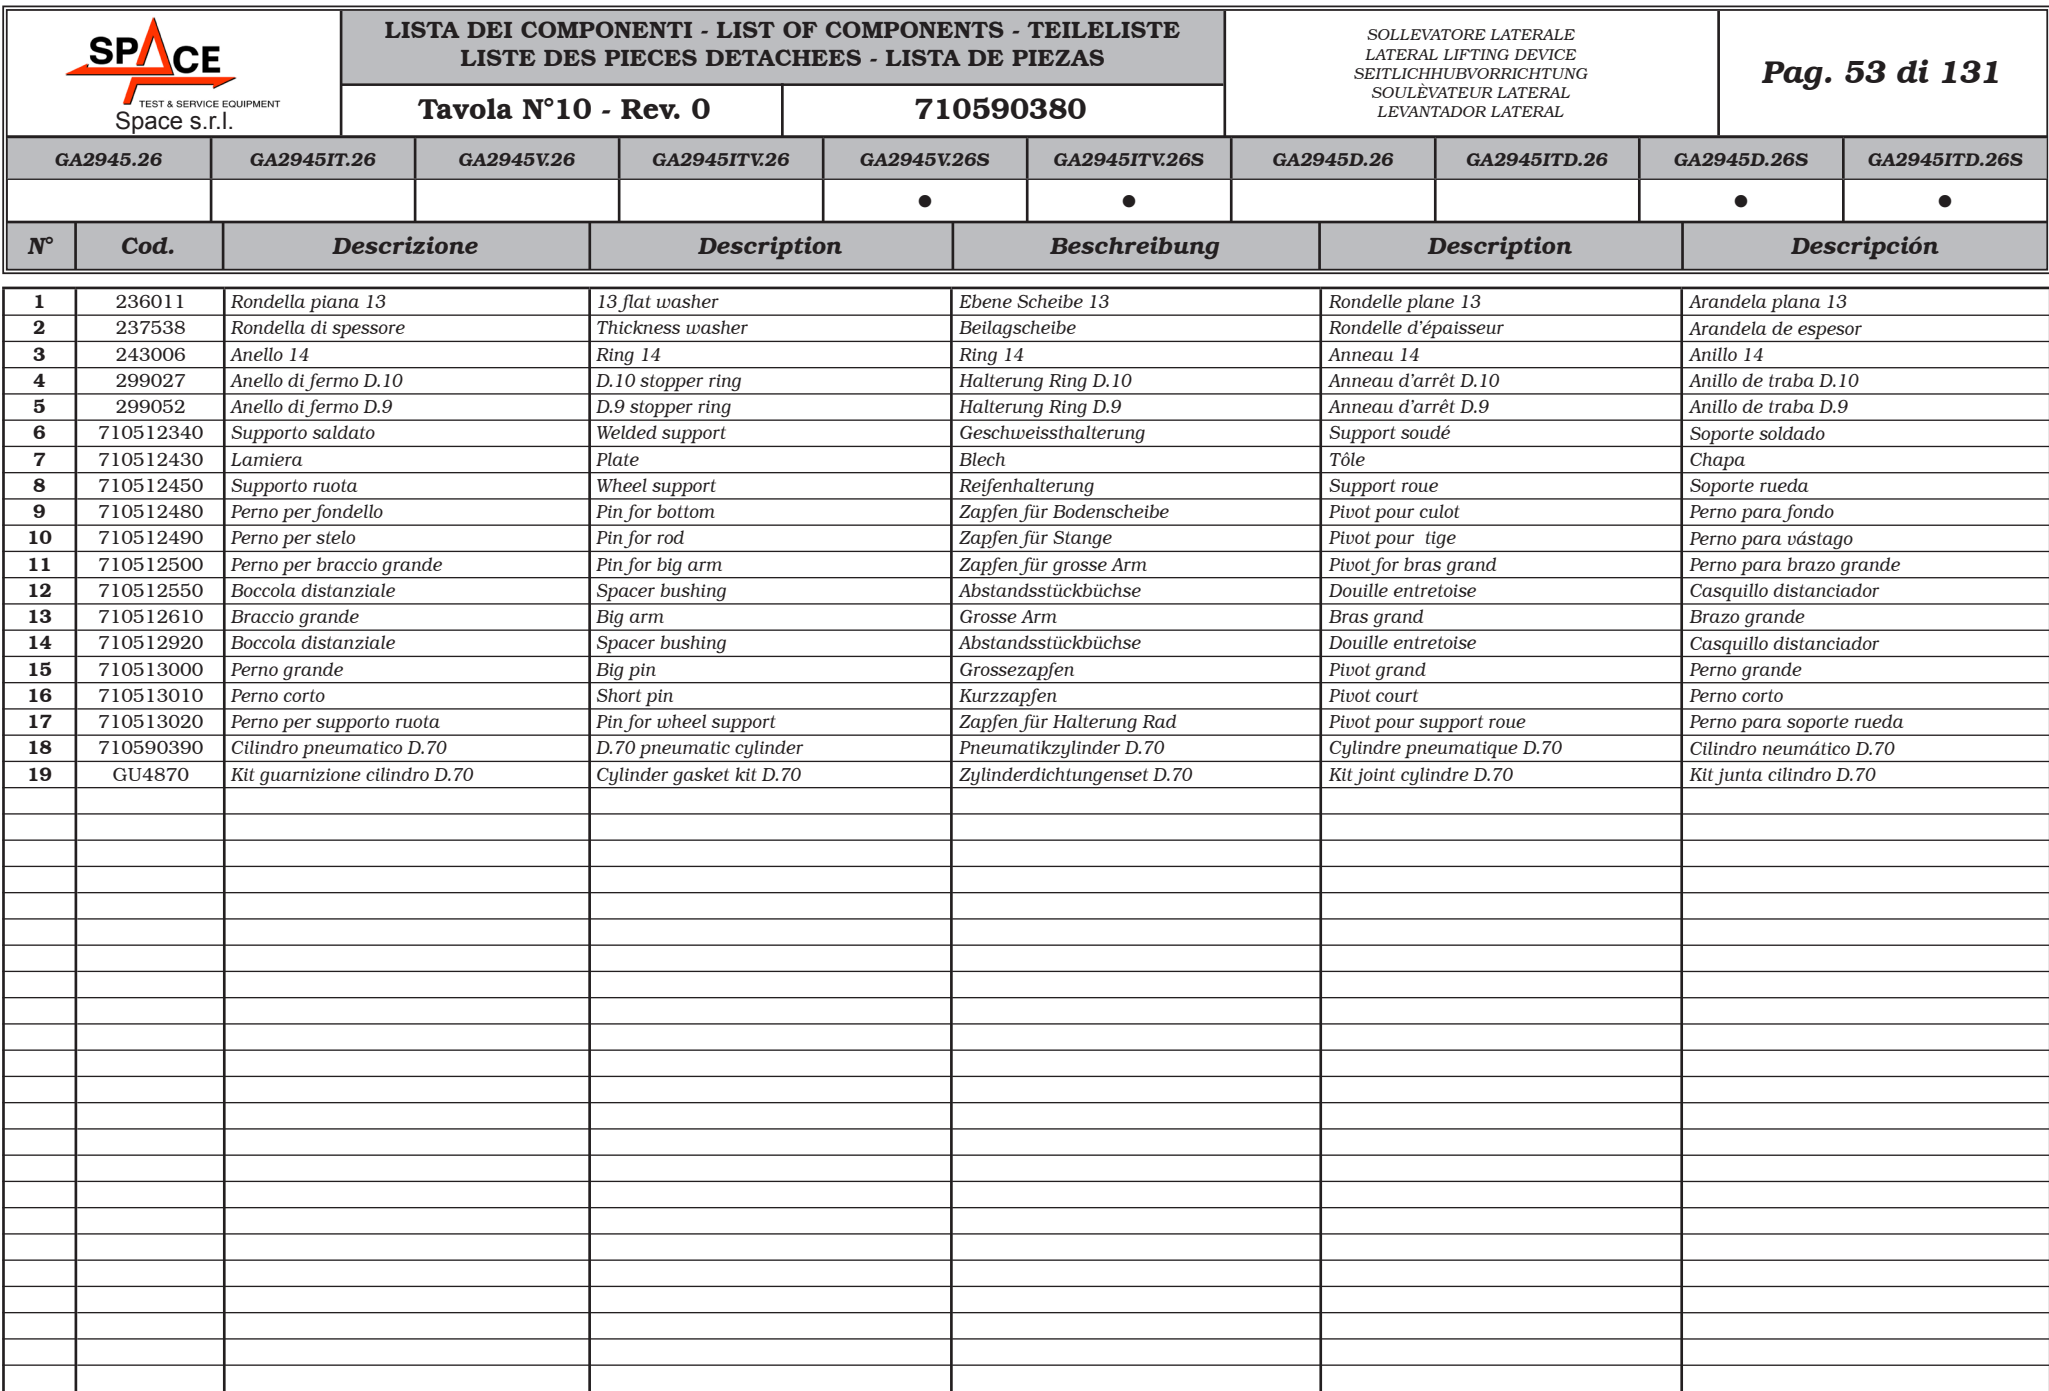 SPACE
TEST & SERVICE EQUIPMENT
Space s.r.l.
LISTA DEI COMPONENTI - LIST OF COMPONENTS - TEILELISTE
LISTE DES PIECES DETACHEES - LISTA DE PIEZAS
Tavola N°10 - Rev. 0 710590380
SOLLEVATORE LATERALE
LATERAL LIFTING DEVICE
SEITLICHHUBVORRICHTUNG
SOULÈVATEUR LATERAL
LEVANTADOR LATERAL
Pag. 53 di 131
GA2945.26 GA2945IT.26 GA2945V.26 GA2945ITV.26 GA2945V.26S GA2945ITV.26S GA2945D.26 GA2945ITD.26 GA2945D.26S GA2945ITD.26S
● ● ● ●
N° Cod. Descrizione Description Beschreibung Description Descripción
1 236011 Rondella piana 13 13 flat washer Ebene Scheibe 13 Rondelle plane 13 Arandela plana 13
2 237538 Rondella di spessore Thickness washer Beilagscheibe Rondelle d'épaisseur Arandela de espesor
3 243006 Anello 14 Ring 14 Ring 14 Anneau 14 Anillo 14
4 299027 Anello di fermo D.10 D.10 stopper ring Halterung Ring D.10 Anneau d'arrêt D.10 Anillo de traba D.10
5 299052 Anello di fermo D.9 D.9 stopper ring Halterung Ring D.9 Anneau d'arrêt D.9 Anillo de traba D.9
6 710512340 Supporto saldato Welded support Geschweissthalterung Support soudé Soporte soldado
7 710512430 Lamiera Plate Blech Tôle Chapa
8 710512450 Supporto ruota Wheel support Reifenhalterung Support roue Soporte rueda
9 710512480 Perno per fondello Pin for bottom Zapfen für Bodenscheibe Pivot pour culot Perno para fondo
10 710512490 Perno per stelo Pin for rod Zapfen für Stange Pivot pour tige Perno para vástago
11 710512500 Perno per braccio grande Pin for big arm Zapfen für grosse Arm Pivot for bras grand Perno para brazo grande
12 710512550 Boccola distanziale Spacer bushing Abstandsstückbüchse Douille entretoise Casquillo distanciador
13 710512610 Braccio grande Big arm Grosse Arm Bras grand Brazo grande
14 710512920 Boccola distanziale Spacer bushing Abstandsstückbüchse Douille entretoise Casquillo distanciador
15 710513000 Perno grande Big pin Grossezapfen Pivot grand Perno grande
16 710513010 Perno corto Short pin Kurzzapfen Pivot court Perno corto
17 710513020 Perno per supporto ruota Pin for wheel support Zapfen für Halterung Rad Pivot pour support roue Perno para soporte rueda
18 710590390 Cilindro pneumatico D.70 D.70 pneumatic cylinder Pneumatikzylinder D.70 Cylindre pneumatique D.70 Cilindro neumático D.70
19 GU4870 Kit guarnizione cilindro D.70 Cylinder gasket kit D.70 Zylinderdichtungenset D.70 Kit joint cylindre D.70 Kit junta cilindro D.70